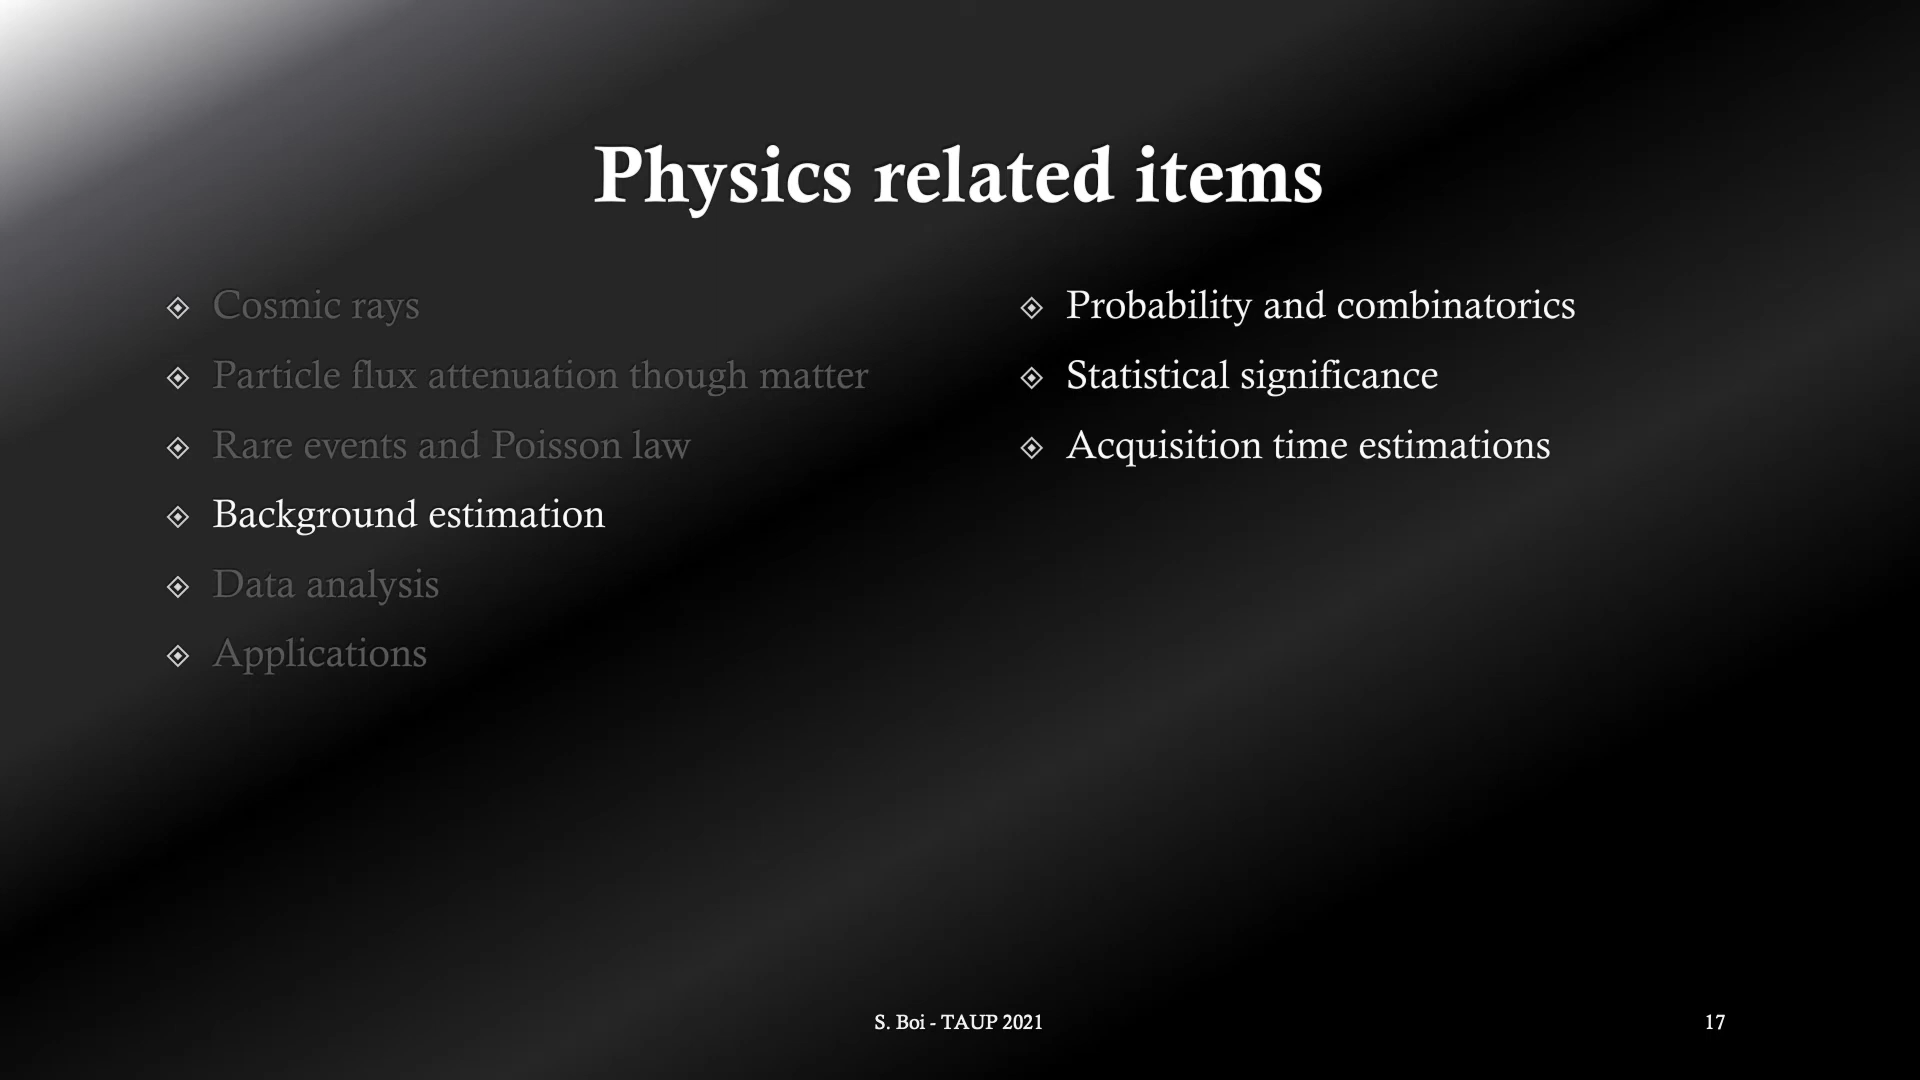 Physics related items
Cosmic rays
Particle flux attenuation though matter
Rare events and Poisson law
Background estimation
Data analysis
Applications
Probability and combinatorics
Statistical significance
Acquisition time estimations
S. Boi - TAUP 2021
17